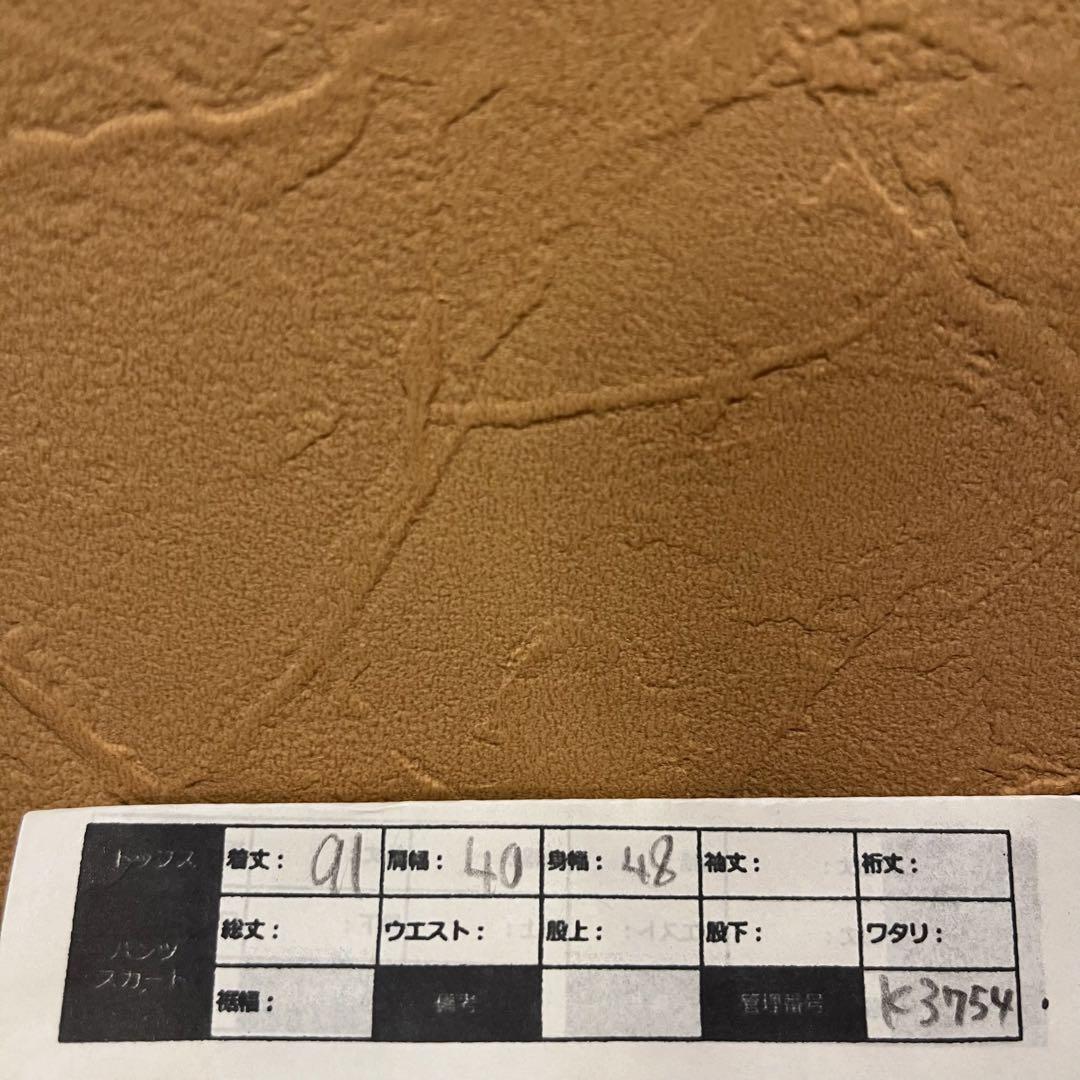 トップス 着丈: 91 肩幅: 40 身幅: 48 袖丈: 裄丈:
パンツ スカート 総丈: ウエスト: 股上: 股下: ワタリ:
裾幅: 備考 管理番号 K3754